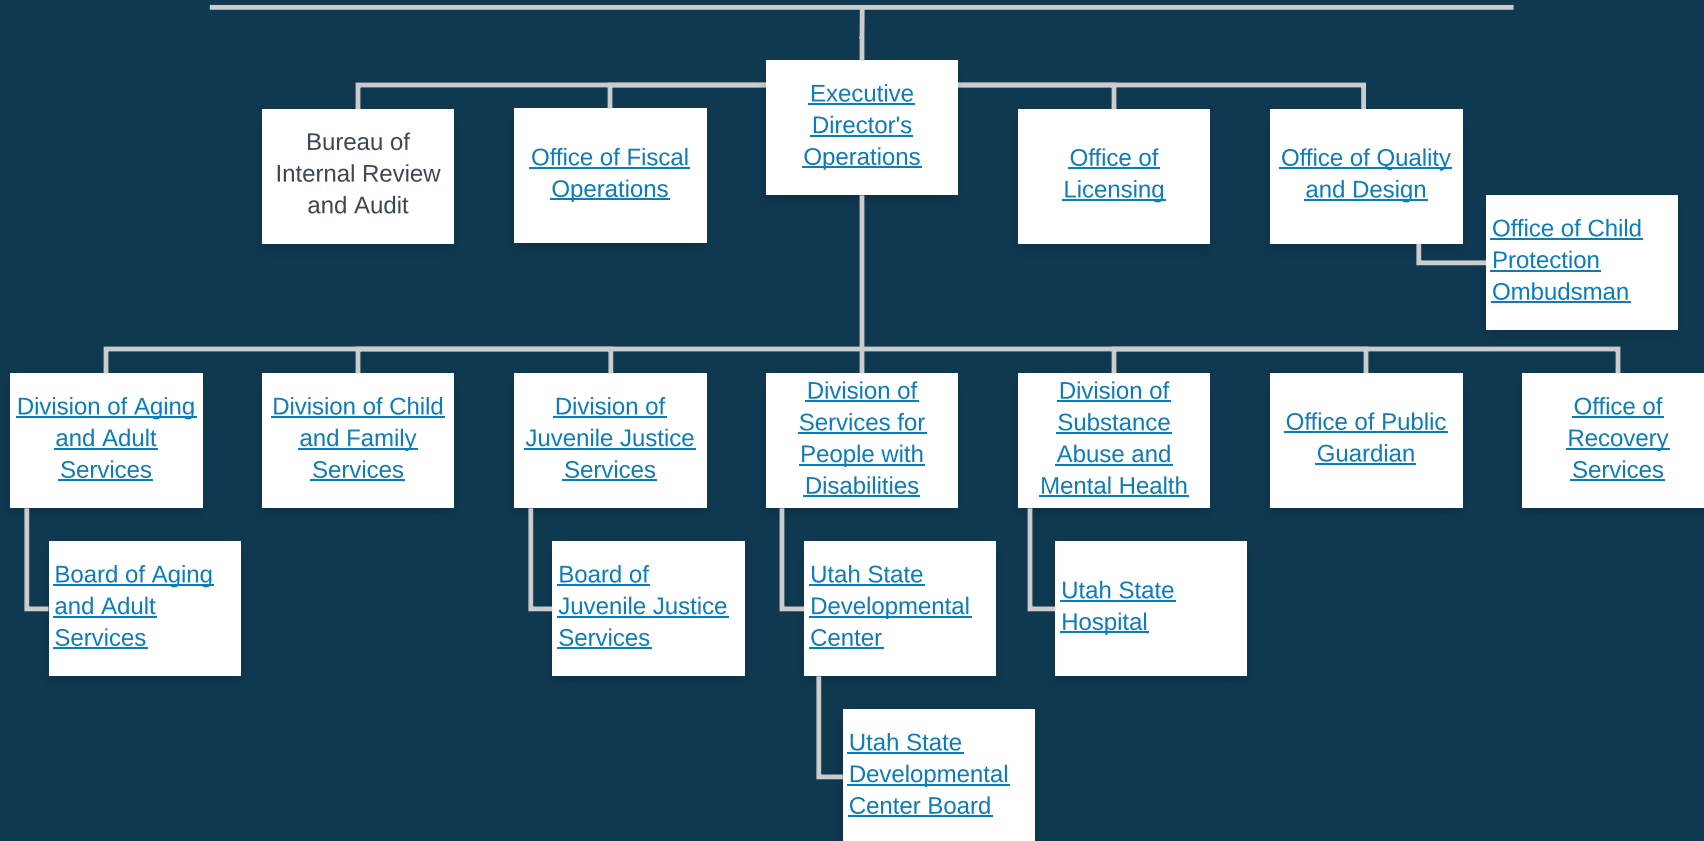 Executive
Director's
Operations
Bureau of
Internal Review
and Audit
Office of Fiscal
Operations
Office of
Licensing
Office of Quality
and Design
Office of Child
Protection
Ombudsman
Division of Aging
and Adult
Services
Division of Child
and Family
Services
Division of
Juvenile Justice
Services
Division of
Services for
People with
Disabilities
Division of
Substance
Abuse and
Mental Health
Office of Public
Guardian
Office of
Recovery
Services
Board of Aging
and Adult
Services
Board of
Juvenile Justice
Services
Utah State
Developmental
Center
Utah State
Hospital
Utah State
Developmental
Center Board